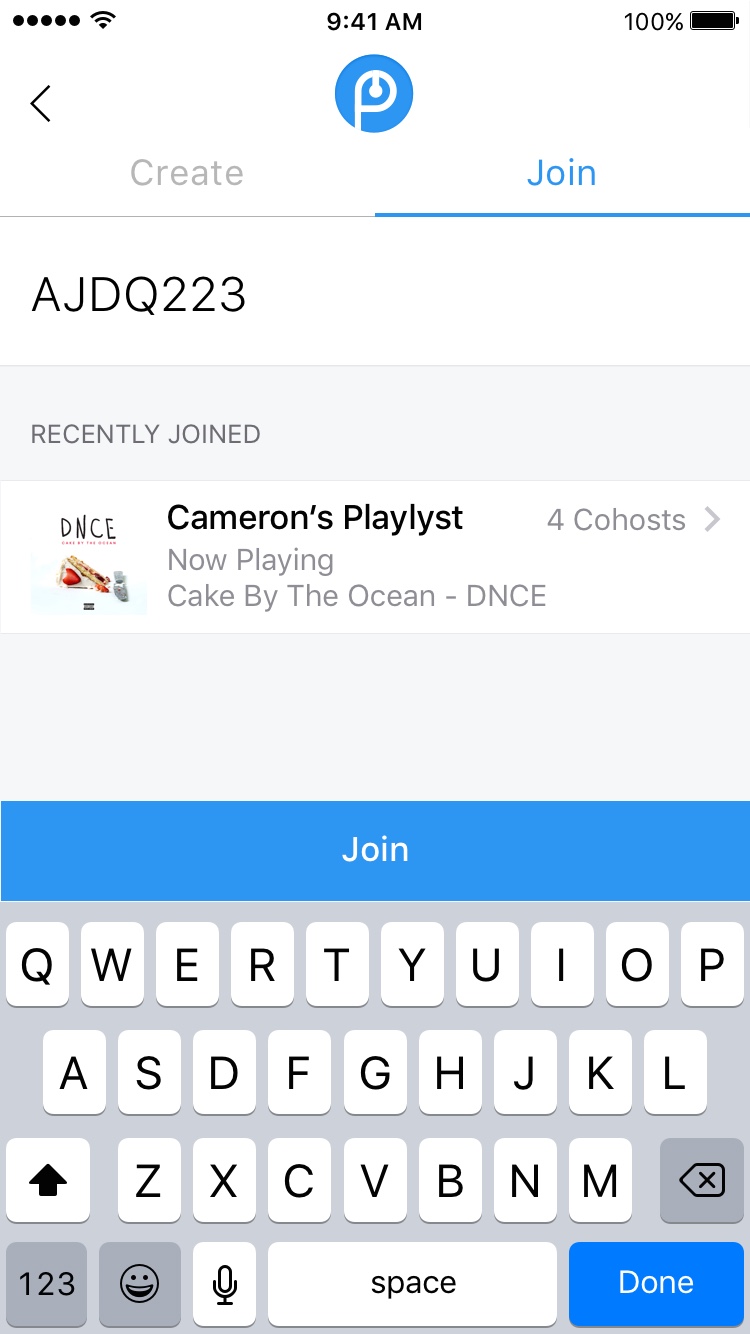 9:41 AM 100%
Create Join
AJDQ223
RECENTLY JOINED
DNCE
CAKE BY THE OCEAN
Cameron’s Playlyst 4 Cohosts
Now Playing
Cake By The Ocean - DNCE
Join
Q W E R T Y U I O P
A S D F G H J K L
Z X C V B N M
123 space Done